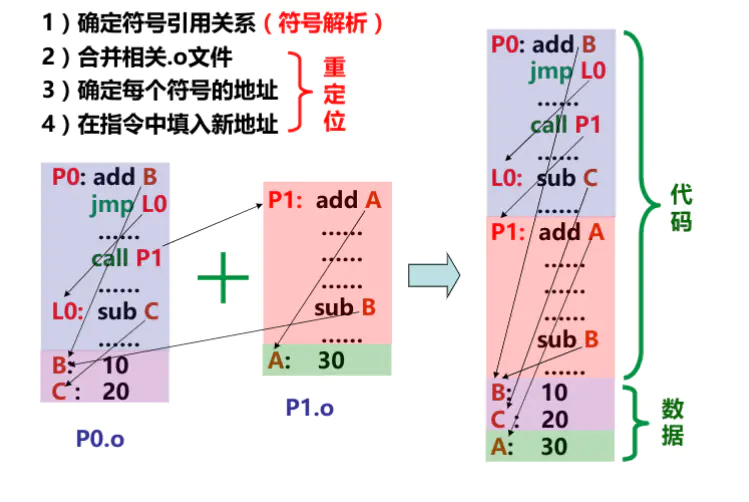 1）确定符号引用关系（符号解析）
2）合并相关.o文件
3）确定每个符号的地址
4）在指令中填入新地址
重定位
P0: add B
jmp L0
......
call P1
......
L0: sub C
......
B: 10
C : 20
P0.o
+
P1: add A
......
......
......
sub B
......
A: 30
P1.o
P0: add B
jmp L0
......
call P1
......
L0: sub C
......
P1: add A
......
......
......
sub B
......
B: 10
C : 20
A: 30
代码
数据